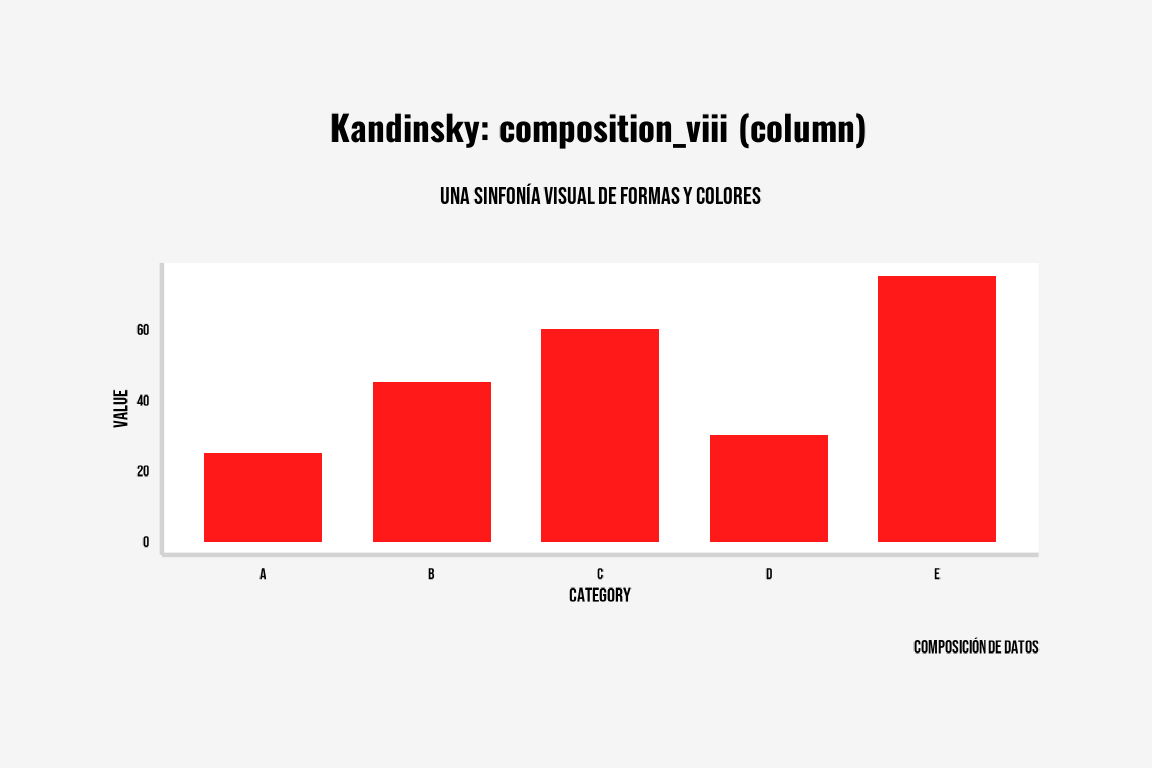 Kandinsky: composition_viii (column)
UNA SINFONÍA VISUAL DE FORMAS Y COLORES
VALUE
60
40
20
0
A B C D E
CATEGORY
COMPOSICIÓN DE DATOS